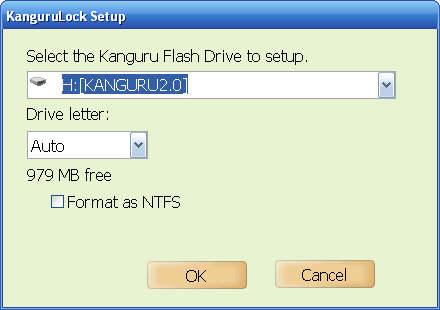 KanguruLock Setup
Select the Kanguru Flash Drive to setup.
H:[KANGURU2.0]
Drive letter:
Auto
979 MB free
Format as NTFS
OK Cancel